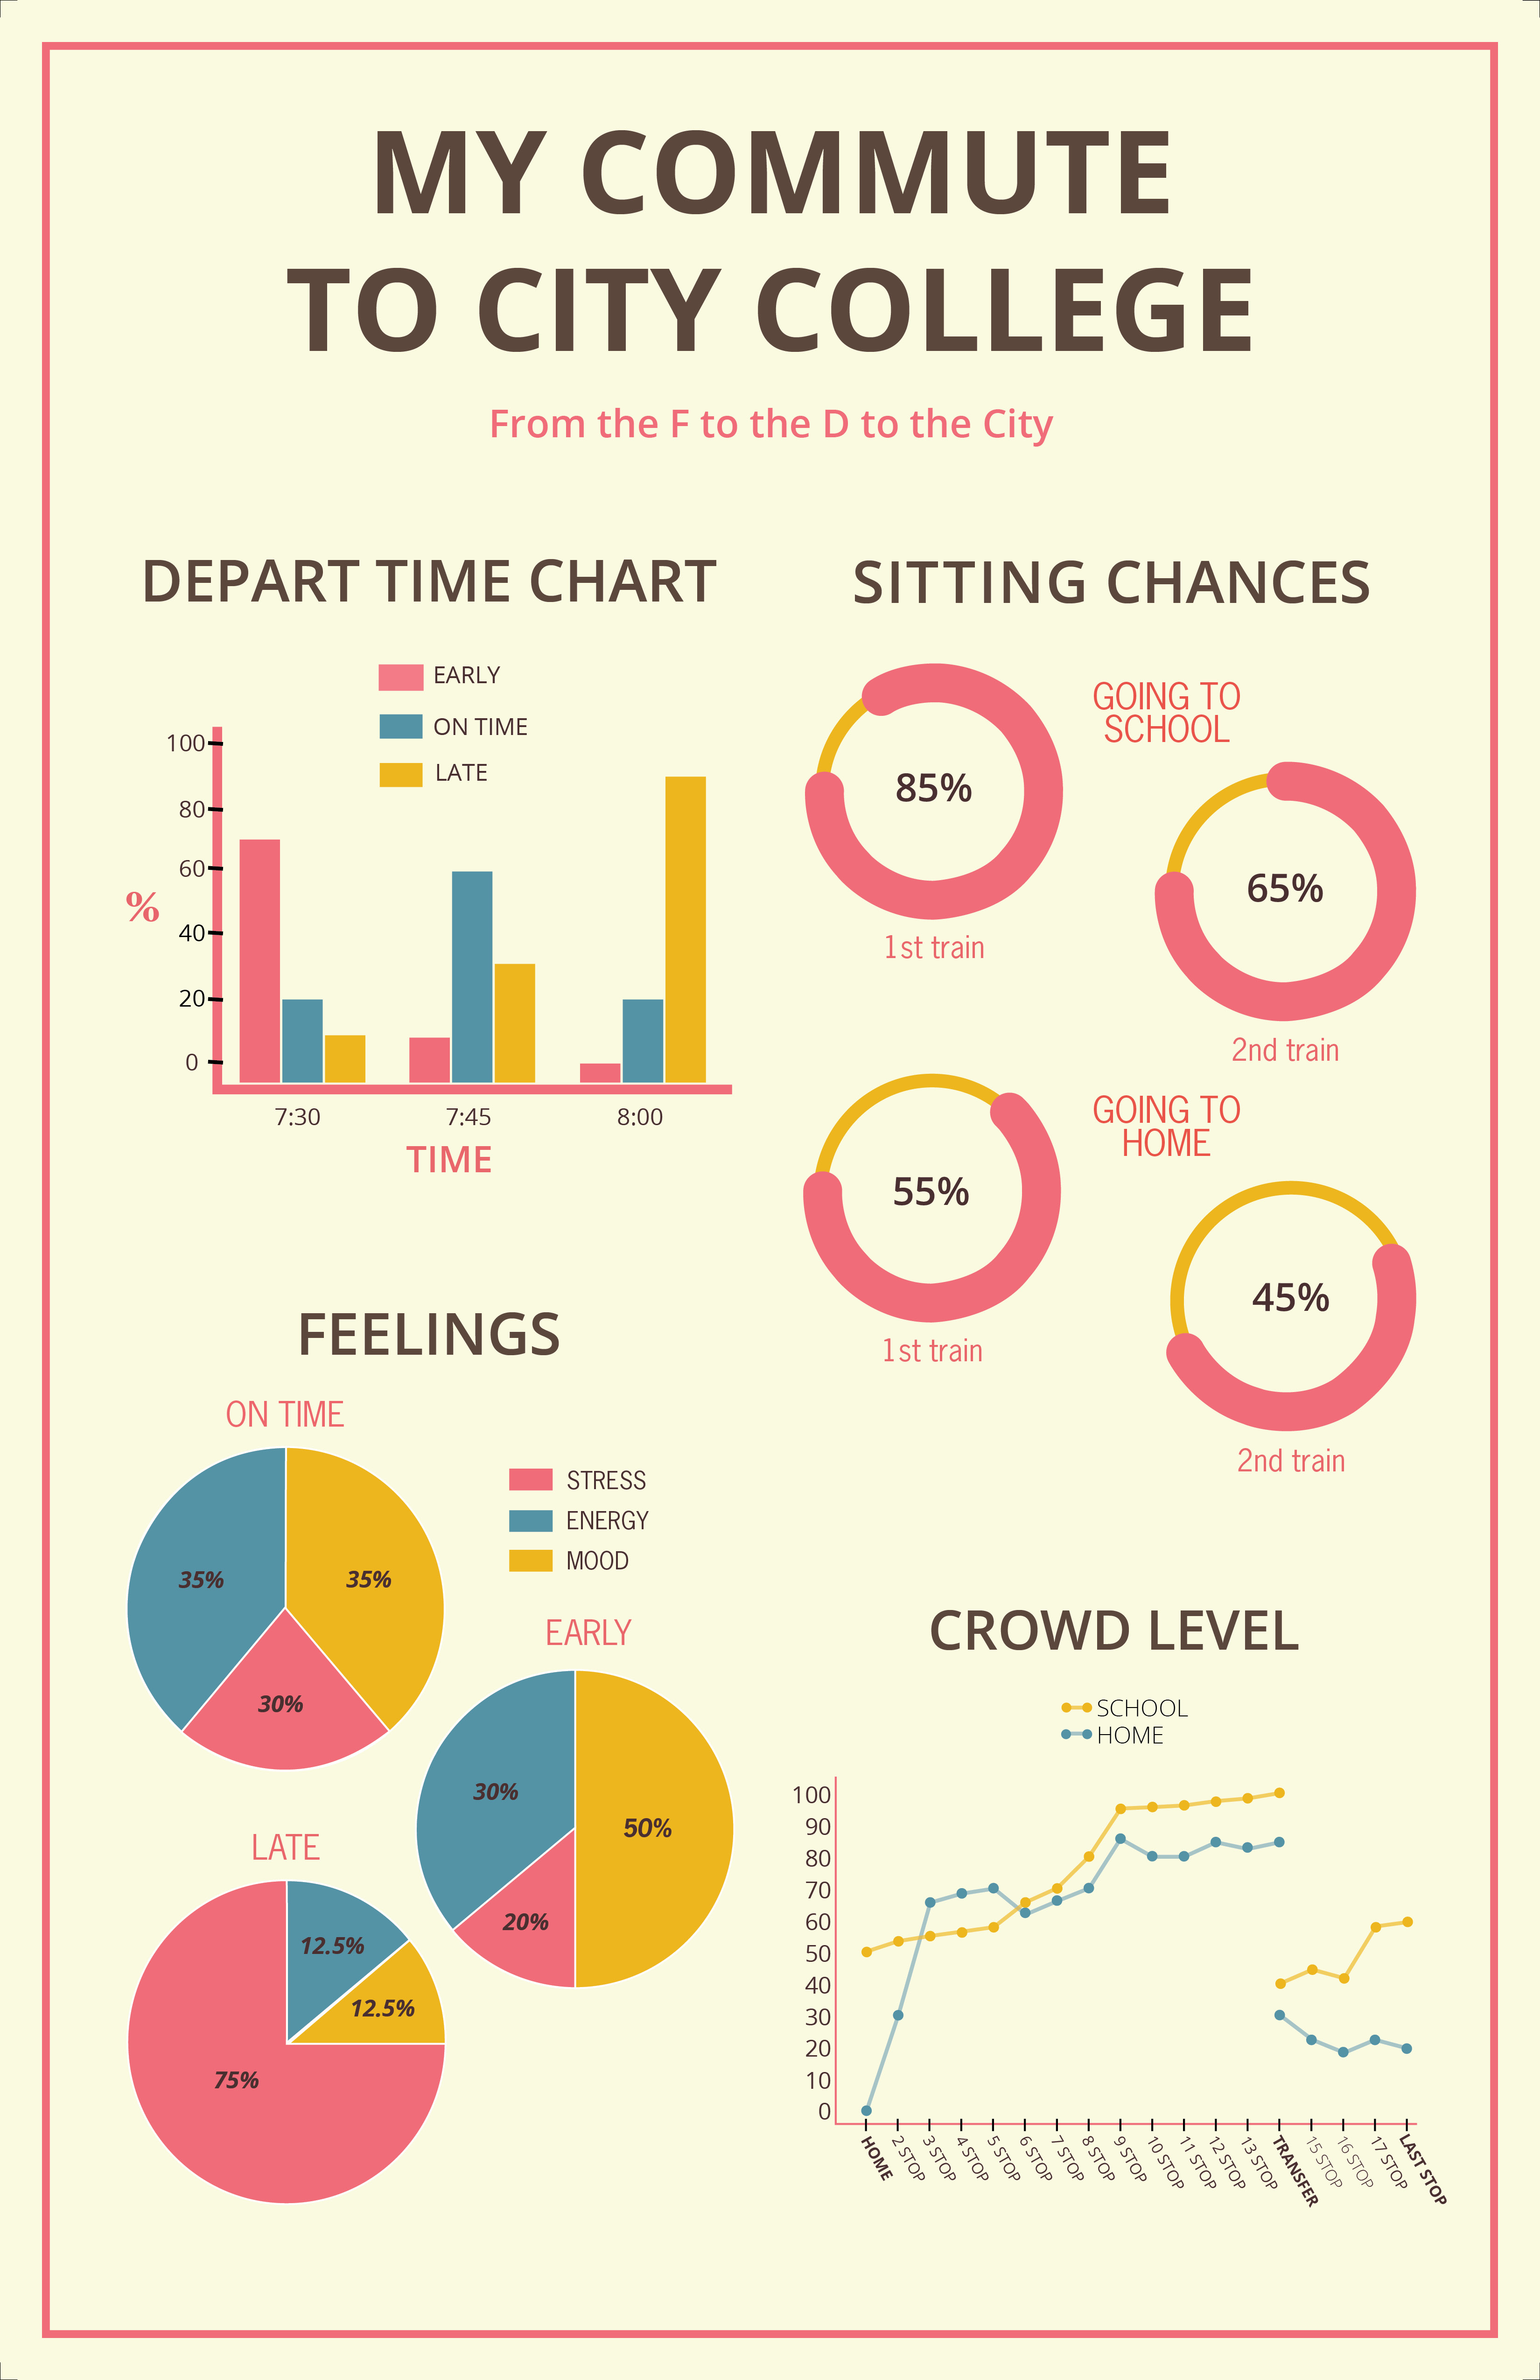 MY COMMUTE
TO CITY COLLEGE
From the F to the D to the City
DEPART TIME CHART
EARLY
ON TIME
LATE
100
80
60
40
20
0
%
7:30
7:45
8:00
TIME
SITTING CHANCES
GOING TO
SCHOOL
85%
1st train
65%
2nd train
GOING TO
HOME
55%
1st train
45%
2nd train
FEELINGS
STRESS
ENERGY
MOOD
ON TIME
35%
35%
30%
EARLY
30%
50%
20%
LATE
12.5%
12.5%
75%
CROWD LEVEL
SCHOOL
HOME
100
90
80
70
60
50
40
30
20
10
0
HOME
2 STOP
3 STOP
4 STOP
5 STOP
6 STOP
7 STOP
8 STOP
9 STOP
10 STOP
11 STOP
12 STOP
13 STOP
TRANSFER
15 STOP
16 STOP
17 STOP
LAST STOP